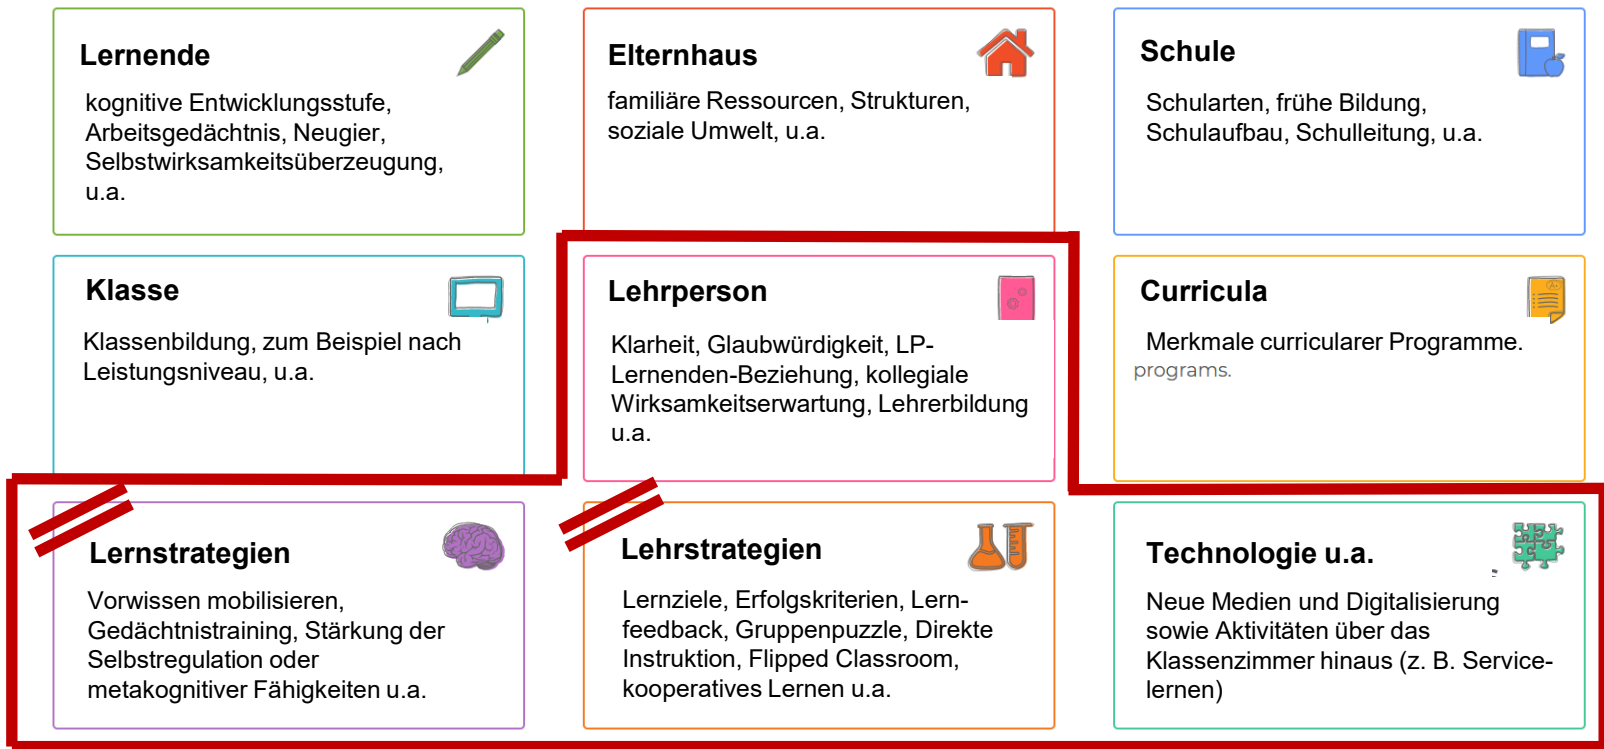 Lernende
kognitive Entwicklungsstufe,
Arbeitsgedächtnis, Neugier,
Selbstwirksamkeitsüberzeugung,
u.a.
Elternhaus
familiäre Ressourcen, Strukturen,
soziale Umwelt, u.a.
Schule
Schularten, frühe Bildung,
Schulaufbau, Schulleitung, u.a.
Klasse
Klassenbildung, zum Beispiel nach
Leistungsniveau, u.a.
Lehrperson
Klarheit, Glaubwürdigkeit, LP-
Lernenden-Beziehung, kollegiale
Wirksamkeitserwartung, Lehrerbildung
u.a.
Curricula
Merkmale curricularer Programme.
programs.
Lernstrategien
Vorwissen mobilisieren,
Gedächtnistraining, Stärkung der
Selbstregulation oder
metakognitiver Fähigkeiten u.a.
Lehrstrategien
Lernziele, Erfolgskriterien, Lern-
feedback, Gruppenpuzzle, Direkte
Instruktion, Flipped Classroom,
kooperatives Lernen u.a.
Technologie u.a.
Neue Medien und Digitalisierung
sowie Aktivitäten über das
Klassenzimmer hinaus (z. B. Service-
lernen)